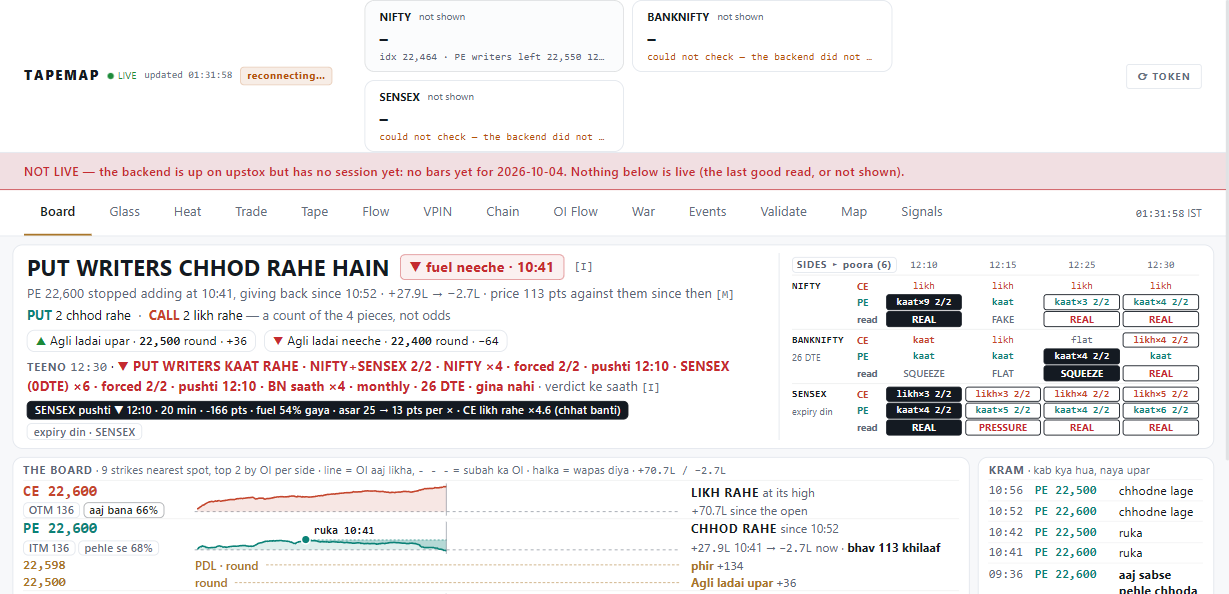 TAPEMAP ● LIVE updated 01:31:58 reconnecting...
NIFTY not shown
—
idx 22,464 · PE writers left 22,550 12…
BANKNIFTY not shown
—
could not check — the backend did not …
SENSEX not shown
—
could not check — the backend did not …
⟳ TOKEN
NOT LIVE — the backend is up on upstox but has no session yet: no bars yet for 2026-10-04. Nothing below is live (the last good read, or not shown).
Board Glass Heat Trade Tape Flow VPIN Chain OI Flow War Events Validate Map Signals 01:31:58 IST
PUT WRITERS CHHOD RAHE HAIN ▼ fuel neeche · 10:41 [I]
PE 22,600 stopped adding at 10:41, giving back since 10:52 · +27.9L → −2.7L · price 113 pts against them since then [M]
PUT 2 chhod rahe · CALL 2 likh rahe — a count of the 4 pieces, not odds
▲ Agli ladai upar · 22,500 round · +36 ▼ Agli ladai neeche · 22,400 round · −64
TEENO 12:30 · ▼ PUT WRITERS KAAT RAHE · NIFTY+SENSEX 2/2 · NIFTY ×4 · forced 2/2 · pushti 12:10 · SENSEX
(0DTE) ×6 · forced 2/2 · pushti 12:10 · BN saath ×4 · monthly · 26 DTE · gina nahi · verdict ke saath [I]
SENSEX pushti ▼ 12:10 · 20 min · -166 pts · fuel 54% gaya · asar 25 → 13 pts per × · CE likh rahe ×4.6 (chhat banti)
expiry din · SENSEX
SIDES ▸ poora (6) 12:10 12:15 12:25 12:30
NIFTY CE likh likh likh likh
PE kaat×9 2/2 kaat kaat×3 2/2 kaat×4 2/2
read REAL FAKE REAL REAL
BANKNIFTY CE kaat likh flat likh×4 2/2
26 DTE PE kaat kaat kaat×4 2/2 kaat
read SQUEEZE FLAT SQUEEZE REAL
SENSEX CE likh×3 2/2 likh×3 2/2 likh×4 2/2 likh×5 2/2
expiry din PE kaat×4 2/2 kaat×5 2/2 kaat×4 2/2 kaat×6 2/2
read REAL PRESSURE REAL REAL
THE BOARD · 9 strikes nearest spot, top 2 by OI per side · line = OI aaj likha, - - - = subah ka OI · halka = wapas diya · +70.7L / −2.7L
CE 22,600 LIKH RAHE at its high
OTM 136 aaj bana 66% +70.7L since the open
PE 22,600 ruka 10:41 CHHOD RAHE since 10:52
ITM 136 pehle se 68% +27.9L 10:41 → −2.7L now · bhav 113 khilaaf
22,598 PDL · round phir +134
22,500 round Agli ladai upar +36
KRAM · kab kya hua, naya upar
10:56 PE 22,500 chhodne lage
10:52 PE 22,600 chhodne lage
10:42 PE 22,500 ruka
10:41 PE 22,600 ruka
09:36 PE 22,600 aaj sabse
pehle chhoda